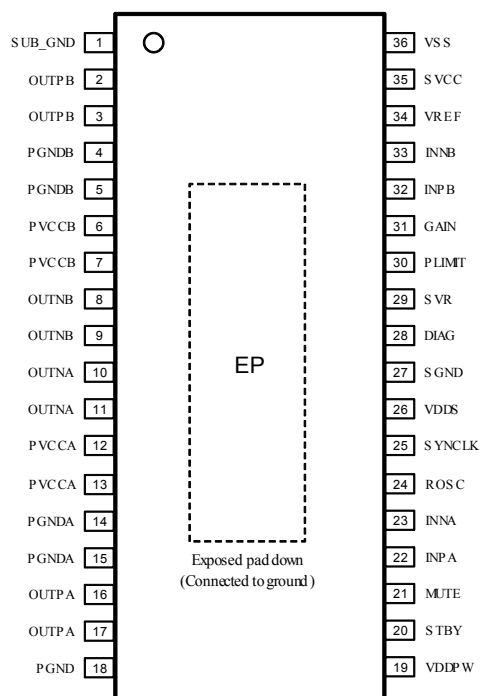 SUB_GND 1
OUTPB 2
OUTPB 3
PGNDB 4
PGNDB 5
PVCCB 6
PVCCB 7
OUTNB 8
OUTNB 9
OUTNA 10
OUTNA 11
PVCCA 12
PVCCA 13
PGNDA 14
PGNDA 15
OUTPA 16
OUTPA 17
PGND 18
EP
Exposed pad down
(Connected to ground)
36 VSS
35 SVCC
34 VREF
33 INNB
32 INPB
31 GAIN
30 PLIMIT
29 SVR
28 DIAG
27 SGND
26 VDDS
25 SYNCLK
24 ROSC
23 INNA
22 INPA
21 MUTE
20 STBY
19 VDDPW